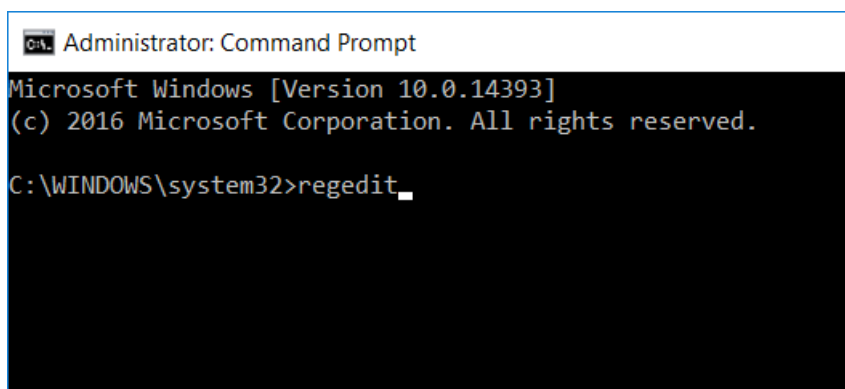 Administrator: Command Prompt
Microsoft Windows [Version 10.0.14393]
(c) 2016 Microsoft Corporation. All rights reserved.
C:\WINDOWS\system32>regedit